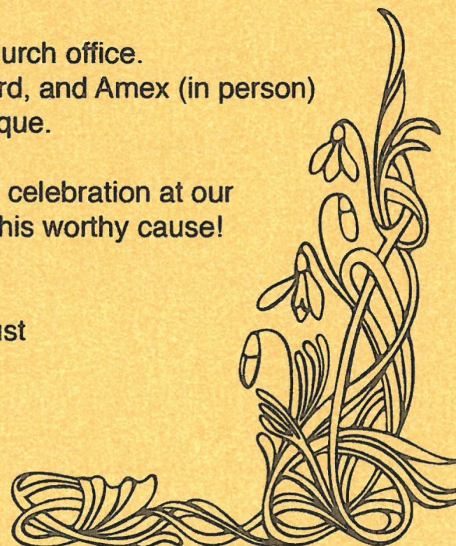 urch office.
rd, and Amex (in person)
que.
celebration at our
his worthy cause!
ust